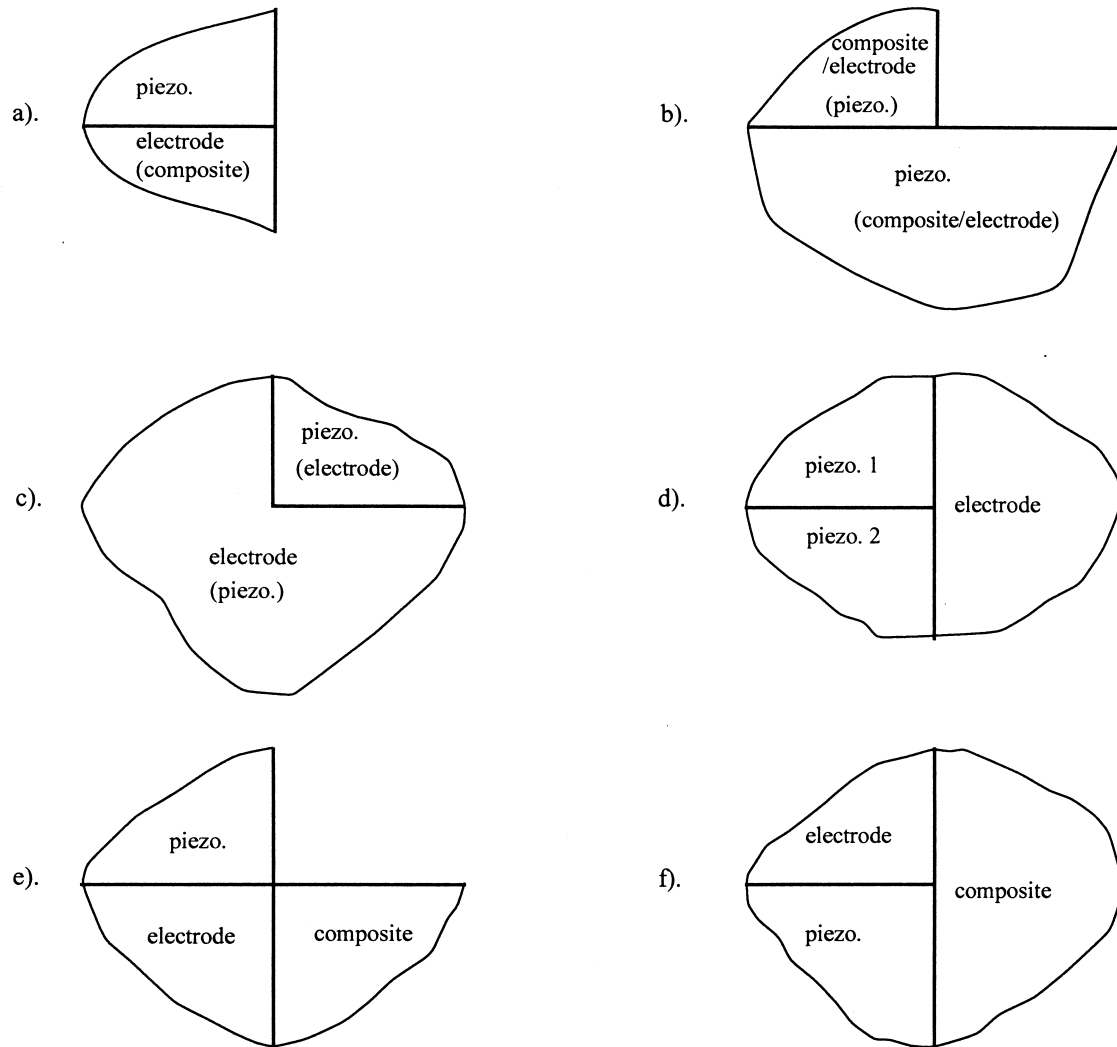 a).
piezo.
electrode
(composite)
b).
composite
/electrode
(piezo.)
piezo.
(composite/electrode)
c).
piezo.
(electrode)
electrode
(piezo.)
d).
piezo. 1
piezo. 2
electrode
e).
piezo.
electrode
composite
f).
electrode
piezo.
composite